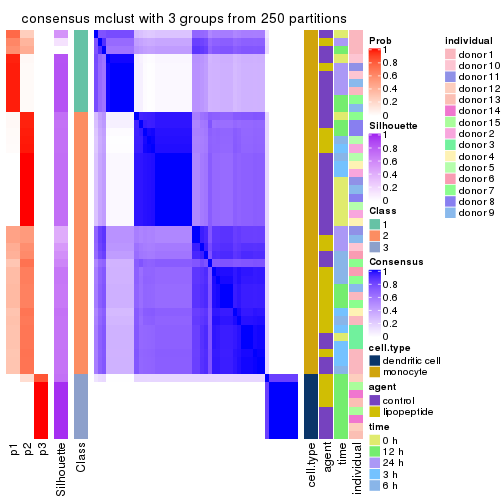 consensus mclust with 3 groups from 250 partitions
Prob
1
0.8
0.6
0.4
0.2
0
Silhouette
1
0.8
0.6
0.4
0.2
0
Class
1
2
3
Consensus
1
0.8
0.6
0.4
0.2
0
cell.type
dendritic cell
monocyte
agent
control
lipopeptide
time
0 h
12 h
24 h
3 h
6 h
individual
donor 1
donor 10
donor 11
donor 12
donor 13
donor 14
donor 15
donor 2
donor 3
donor 4
donor 5
donor 6
donor 7
donor 8
donor 9
p1
p2
p3
Silhouette
Class
cell.type
agent
time
individual